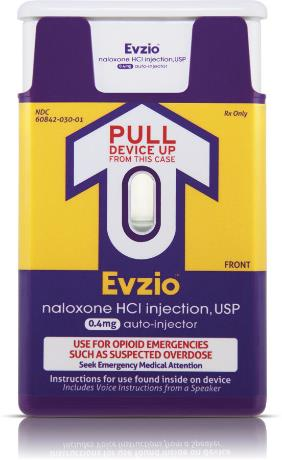 Evzio™
naloxone HCl injection, USP
0.4mg auto-injector
NDC
60842-030-01
Rx Only
PULL
DEVICE UP
FROM THIS CASE
FRONT
Evzio™
naloxone HCl injection, USP
0.4mg auto-injector
USE FOR OPIOID EMERGENCIES
SUCH AS SUSPECTED OVERDOSE
Seek Emergency Medical Attention
Instructions for use found inside on device
Includes Voice Instructions from a Speaker